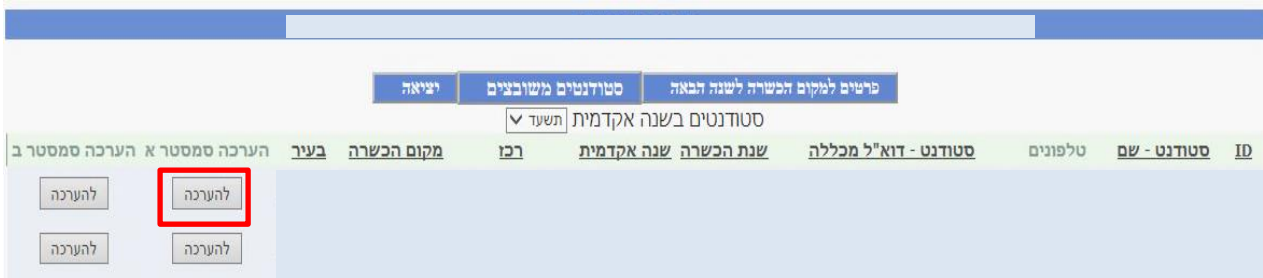 פרטים למקום הכשרה לשנה הבאה סטודנטים משובצים יציאה
סטודנטים בשנה אקדמית תשעד
ID סטודנט - שם טלפונים סטודנט - דוא"ל מכללה שנת הכשרה שנה אקדמית רכז מקום הכשרה בעיר הערכה סמסטר א הערכה סמסטר ב
להערכה להערכה
להערכה להערכה